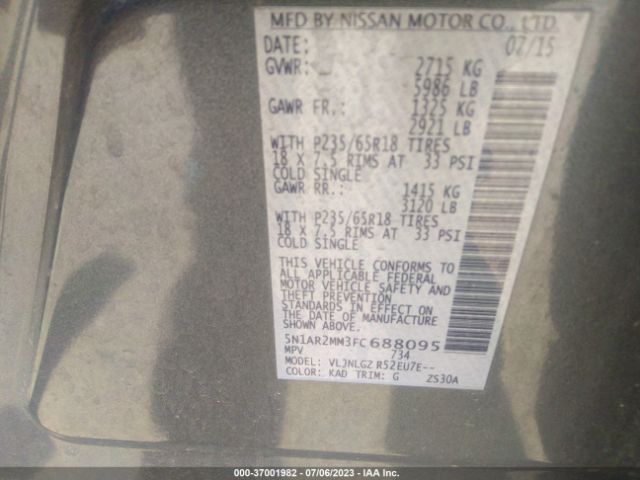 MFD BY NISSAN MOTOR CO., LTD.
DATE: 07/15
GVWR: 2715 KG
5986 LB
GAWR FR.: 1325 KG
2921 LB
WITH P235/65R18 TIRES
18 X 7.5 RIMS AT 33 PSI
COLD SINGLE
GAWR RR.: 1415 KG
3120 LB
WITH P235/65R18 TIRES
18 X 7.5 RIMS AT 33 PSI
COLD SINGLE
THIS VEHICLE CONFORMS TO
ALL APPLICABLE FEDERAL
MOTOR VEHICLE SAFETY AND
THEFT PREVENTION
STANDARDS IN EFFECT ON THE
DATE OF MANUFACTURE
SHOWN ABOVE.
5N1AR2MM3FC688095
MPV 734
MODEL: VLJNLGZ R52EU7E--
COLOR: KAD TRIM: G ZS30A
000-37001982 - 07/06/2023 - IAA Inc.